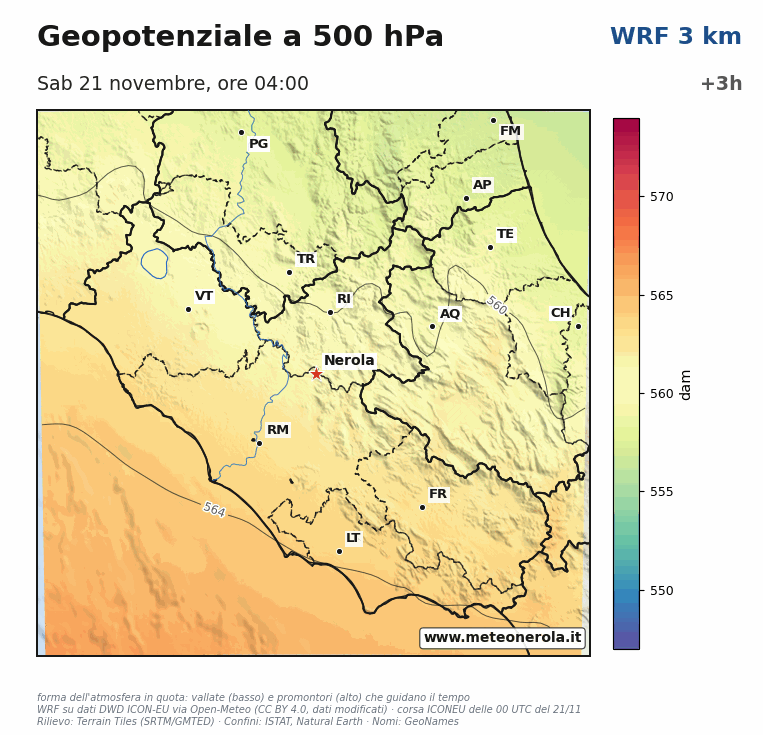 Geopotenziale a 500 hPa
WRF 3 km
Sab 21 novembre, ore 04:00
+3h
FM
PG
AP
TE
TR
VT
RI
AQ
560
CH
Nerola
RM
564
FR
LT
www.meteonerola.it
570
565
560
555
550
dam
forma dell'atmosfera in quota: vallate (basso) e promontori (alto) che guidano il tempo
WRF su dati DWD ICON-EU via Open-Meteo (CC BY 4.0, dati modificati) · corsa ICONEU delle 00 UTC del 21/11
Rilievo: Terrain Tiles (SRTM/GMTED) · Confini: ISTAT, Natural Earth · Nomi: GeoNames